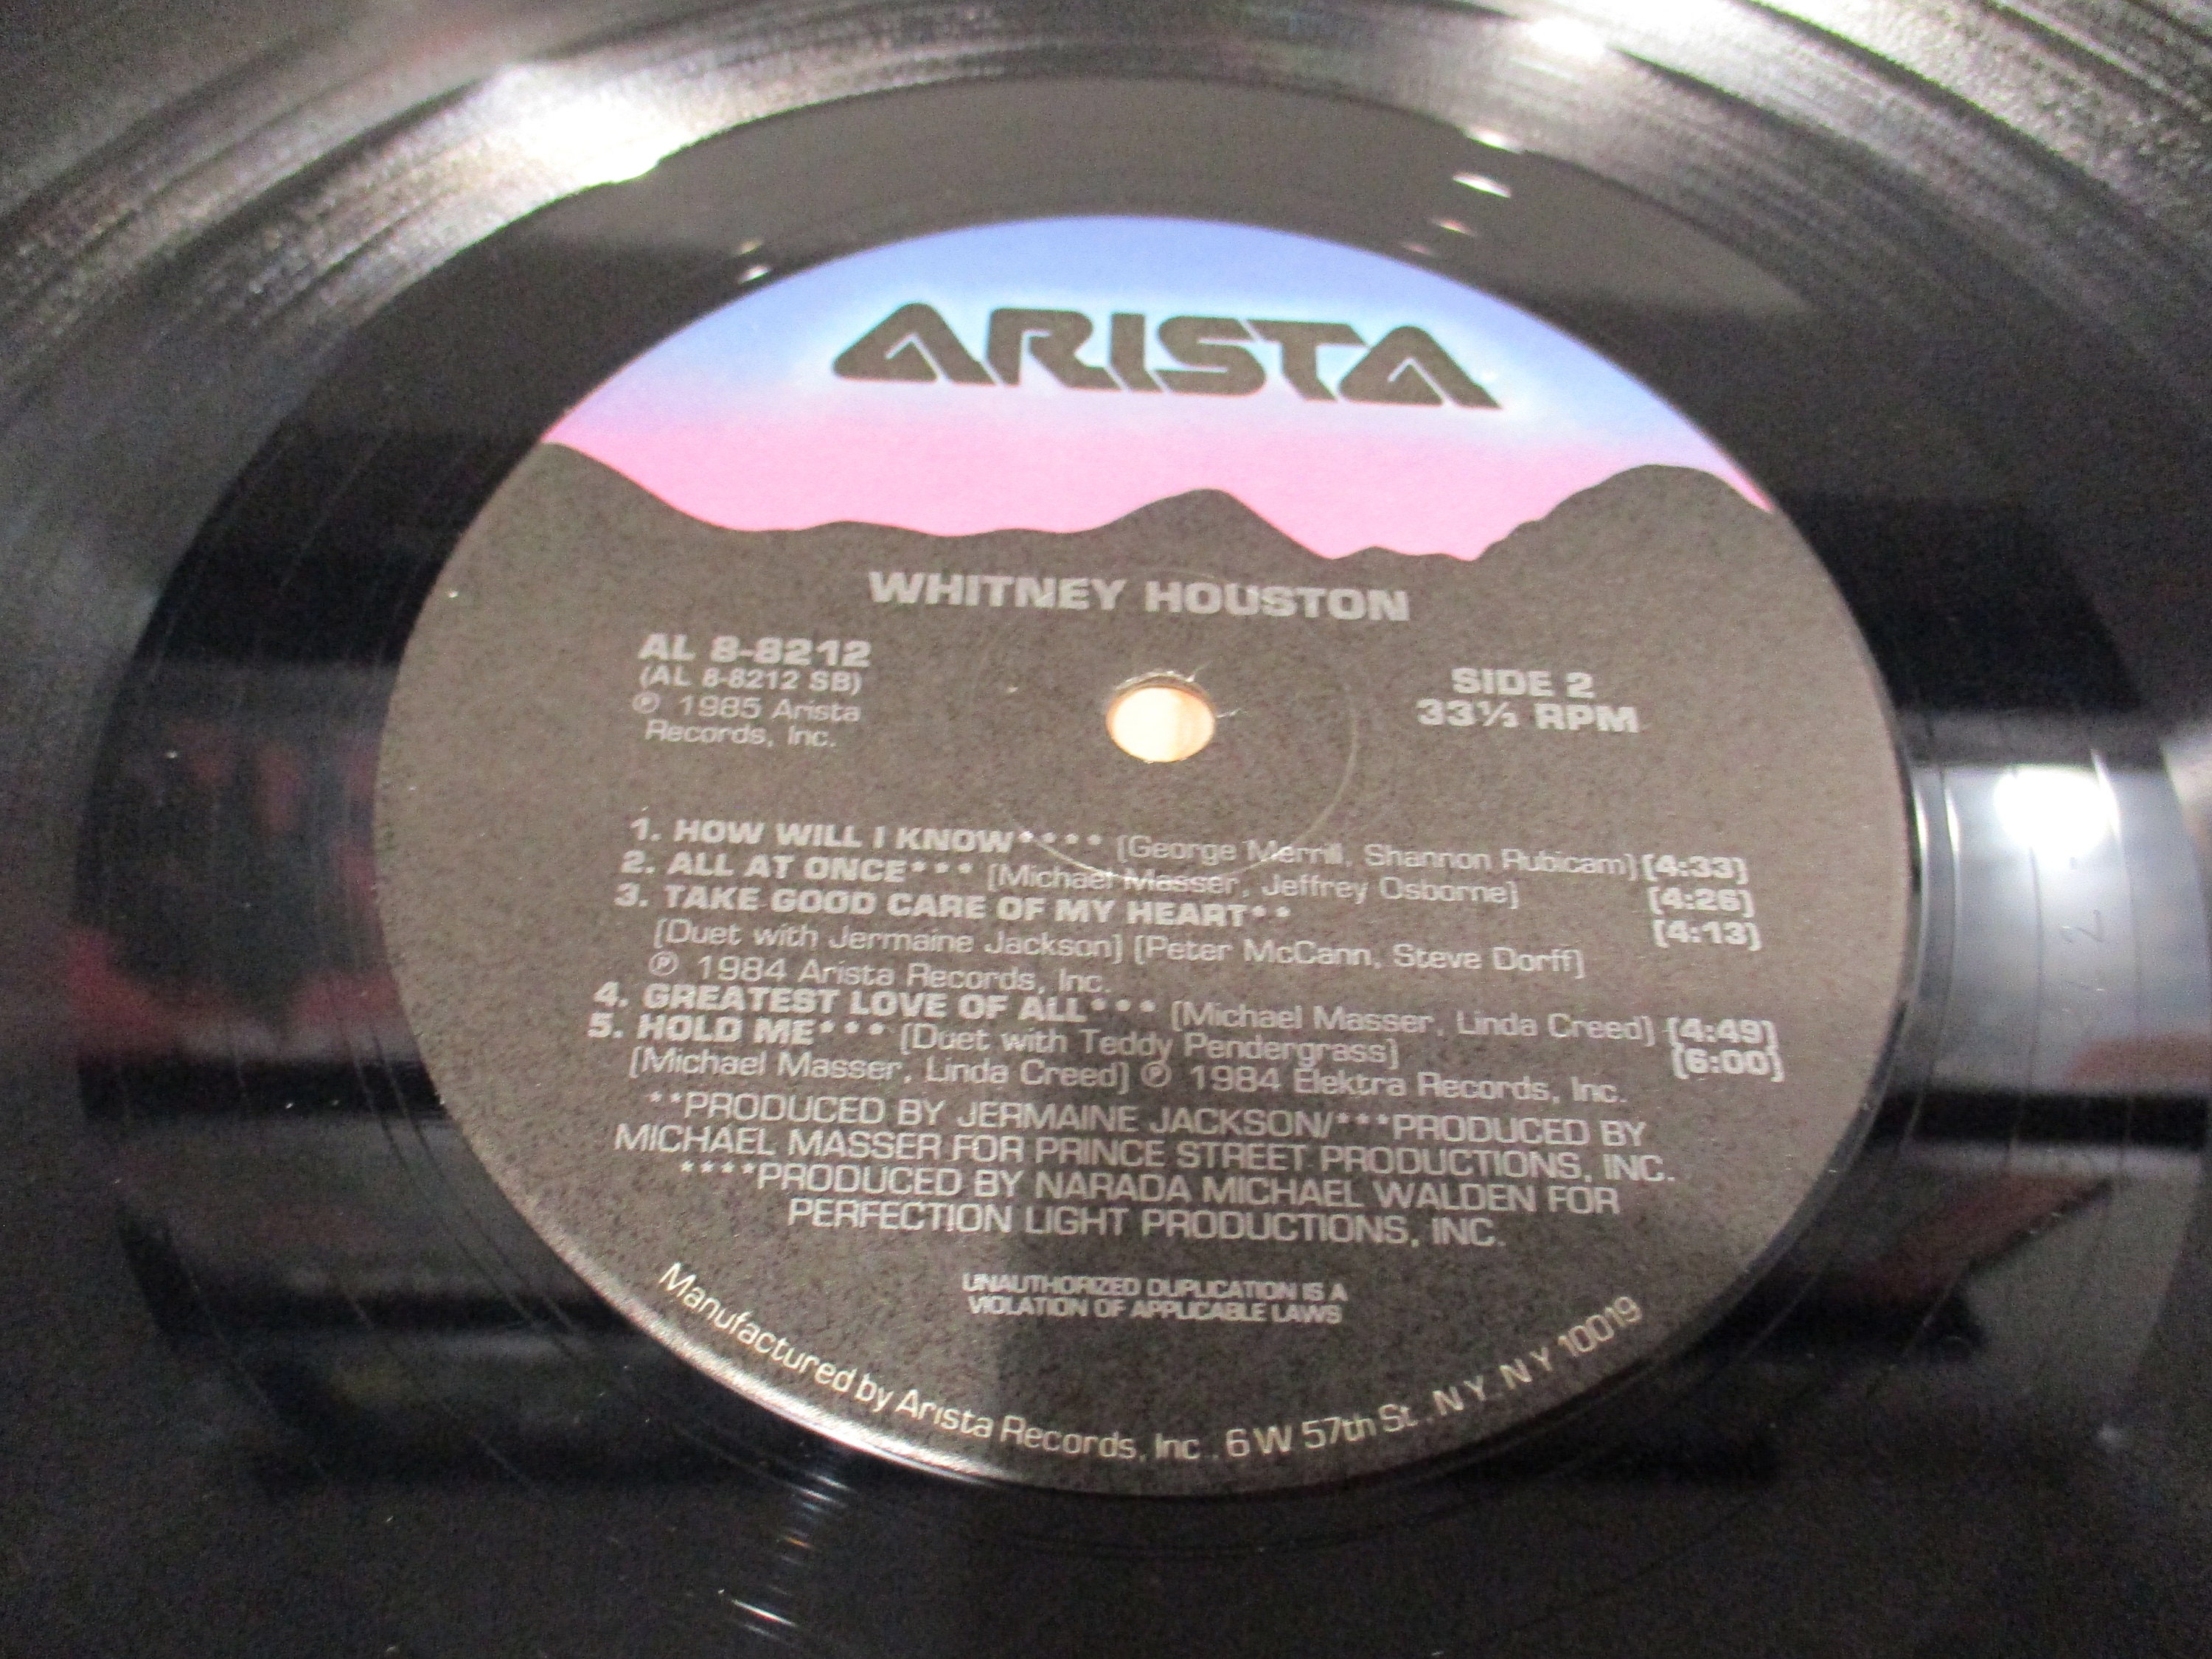 ARISTA
WHITNEY HOUSTON
AL 8-8212
(AL 8-8212 SB)
℗ 1985 Arista
Records, Inc.
SIDE 2
33⅓ RPM
1. HOW WILL I KNOW**** [George Merrill, Shannon Rubicam] [4:33]
2. ALL AT ONCE*** [Michael Masser, Jeffrey Osborne] [4:26]
3. TAKE GOOD CARE OF MY HEART** [4:13]
[Duet with Jermaine Jackson] [Peter McCann, Steve Dorff]
℗ 1984 Arista Records, Inc.
4. GREATEST LOVE OF ALL*** [Michael Masser, Linda Creed] [4:49]
5. HOLD ME*** [Duet with Teddy Pendergrass] [6:00]
[Michael Masser, Linda Creed] ℗ 1984 Elektra Records, Inc.
**PRODUCED BY JERMAINE JACKSON/***PRODUCED BY
MICHAEL MASSER FOR PRINCE STREET PRODUCTIONS, INC.
****PRODUCED BY NARADA MICHAEL WALDEN FOR
PERFECTION LIGHT PRODUCTIONS, INC.
UNAUTHORIZED DUPLICATION IS A
VIOLATION OF APPLICABLE LAWS
Manufactured by Arista Records, Inc . 6 W 57th St . N Y N Y 10019